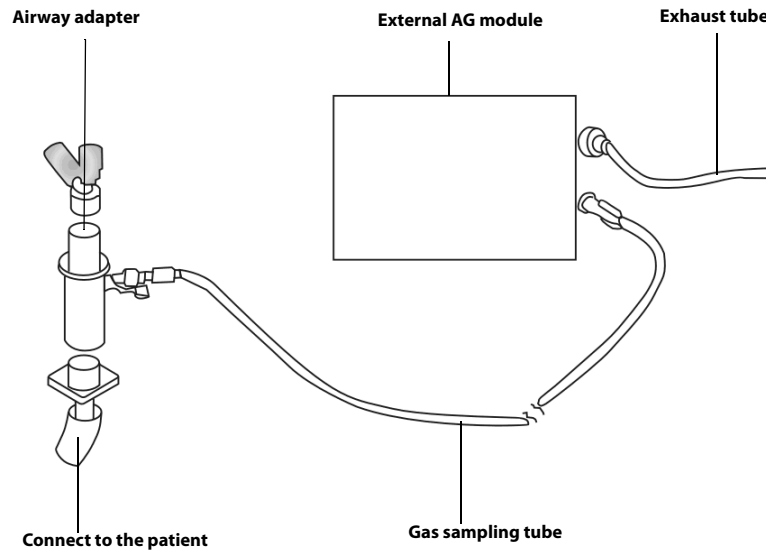 Airway adapter
External AG module
Exhaust tube
Connect to the patient
Gas sampling tube